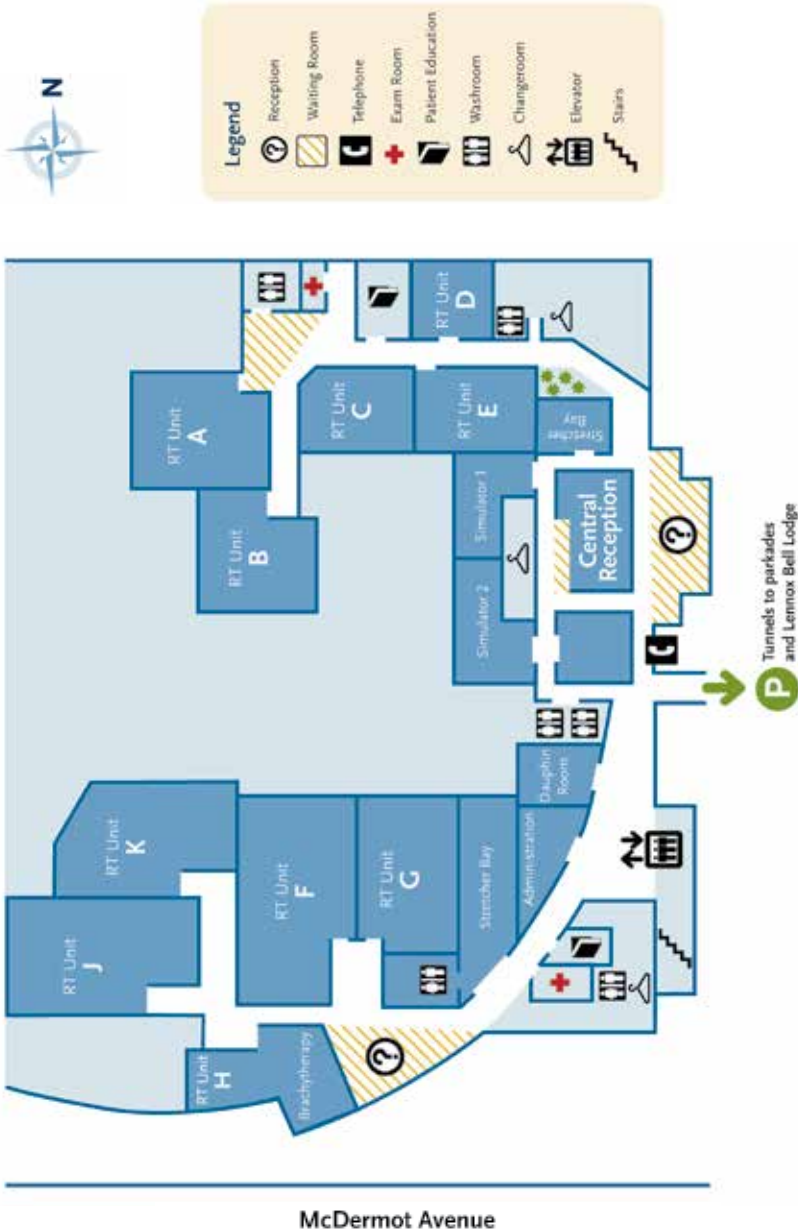 N
Legend
Reception
Waiting Room
Telephone
Exam Room
Patient Education
Washroom
Changeroom
Elevator
Stairs
RT Unit
A
RT Unit
B
RT Unit
C
RT Unit
D
RT Unit
E
Stretcher
Bay
Simulator 1
Simulator 2
Central
Reception
?
RT Unit
K
RT Unit
J
RT Unit
F
RT Unit
G
RT Unit
H
Brachytherapy
Stretcher Bay
Administration
Dauphin
Room
?
P
Tunnels to parkades
and Lennox Bell Lodge
McDermot Avenue